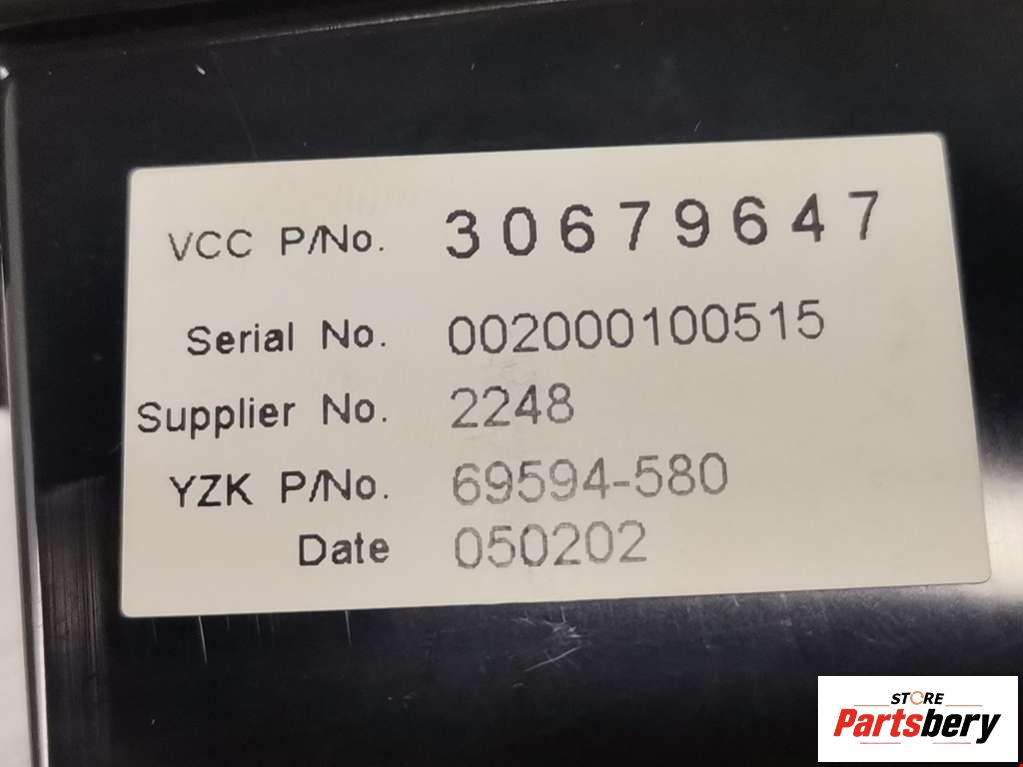 VCC P/No. 30679647
Serial No. 002000100515
Supplier No. 2248
YZK P/No. 69594-580
Date 050202
STORE
Partsbery